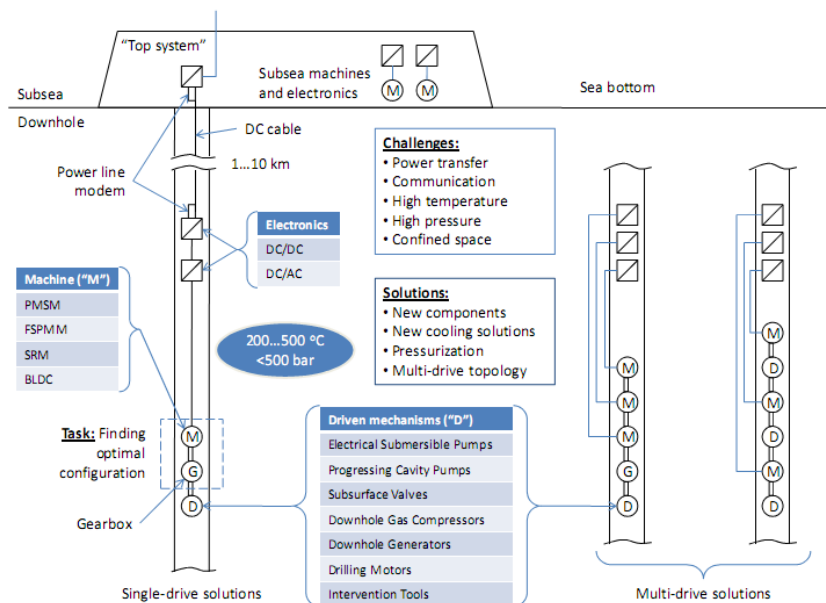 “Top system”
Subsea machines
and electronics
M
M
Subsea
Sea bottom
Downhole
DC cable
1…10 km
Power line
modem
Challenges:
• Power transfer
• Communication
• High temperature
• High pressure
• Confined space
Electronics
DC/DC
DC/AC
Machine (“M”)
PMSM
FSPMM
SRM
BLDC
Solutions:
• New components
• New cooling solutions
• Pressurization
• Multi-drive topology
200…500 ºC
<500 bar
Task: Finding
optimal
configuration
M
G
D
Gearbox
Driven mechanisms (“D”)
Electrical Submersible Pumps
Progressing Cavity Pumps
Subsurface Valves
Downhole Gas Compressors
Downhole Generators
Drilling Motors
Intervention Tools
M
M
M
G
D
M
D
M
D
M
D
Single-drive solutions
Multi-drive solutions